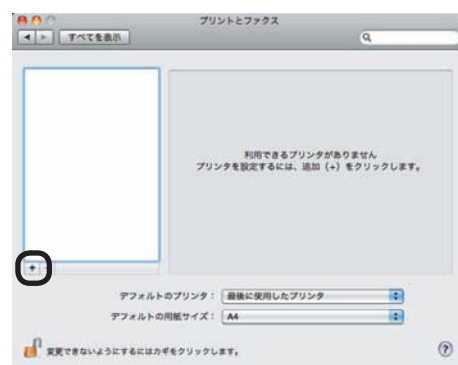 プリントとファクス
すべてを表示
利用できるプリンタがありません
プリンタを設定するには、追加（+）をクリックします。
+
デフォルトのプリンタ： 最後に使用したプリンタ
デフォルトの用紙サイズ： A4
変更できないようにするにはカギをクリックします。
?